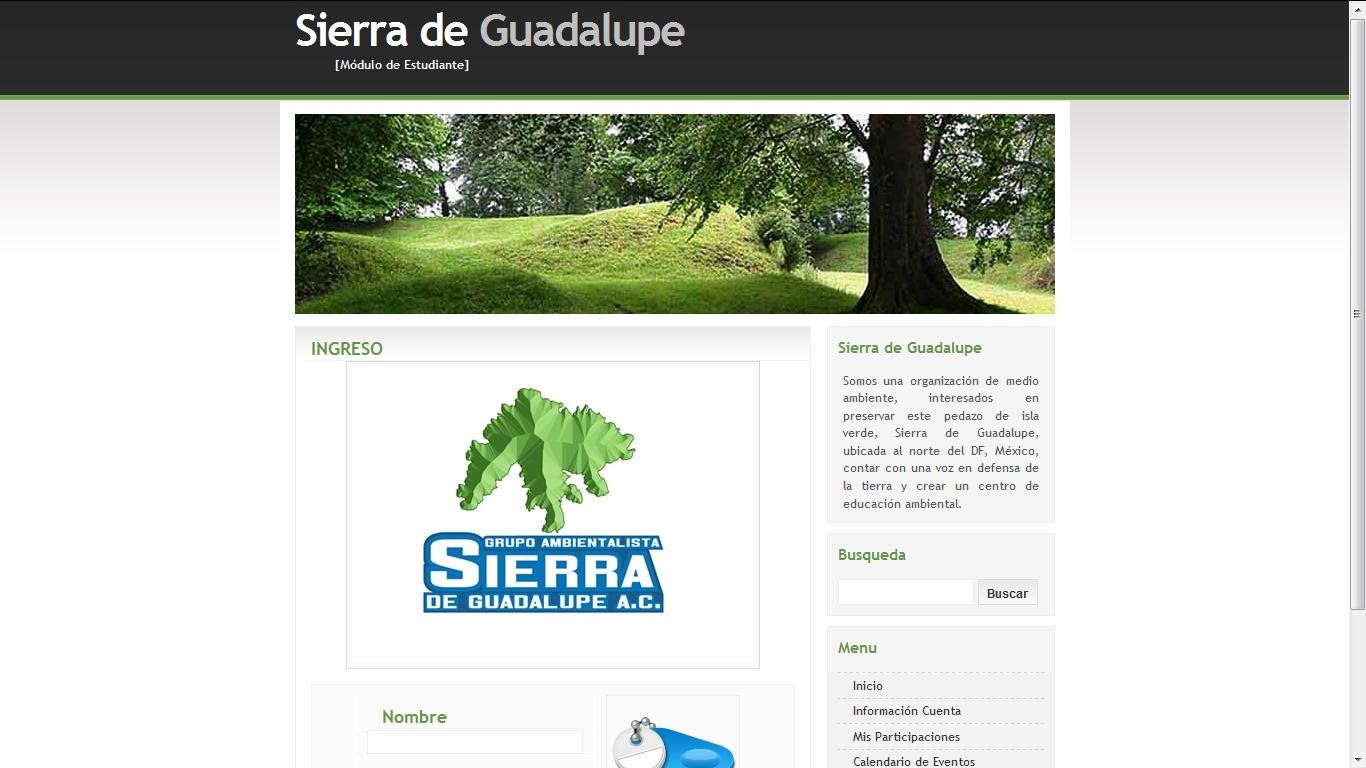 Sierra de Guadalupe
[Módulo de Estudiante]
INGRESO
GRUPO AMBIENTALISTA
SIERRA
DE GUADALUPE A.C.
Nombre
Sierra de Guadalupe
Somos una organización de medio
ambiente, interesados en
preservar este pedazo de isla
verde, Sierra de Guadalupe,
ubicada al norte del DF, México,
contar con una voz en defensa de
la tierra y crear un centro de
educación ambiental.
Busqueda
Buscar
Menu
Inicio
Información Cuenta
Mis Participaciones
Calendario de Eventos